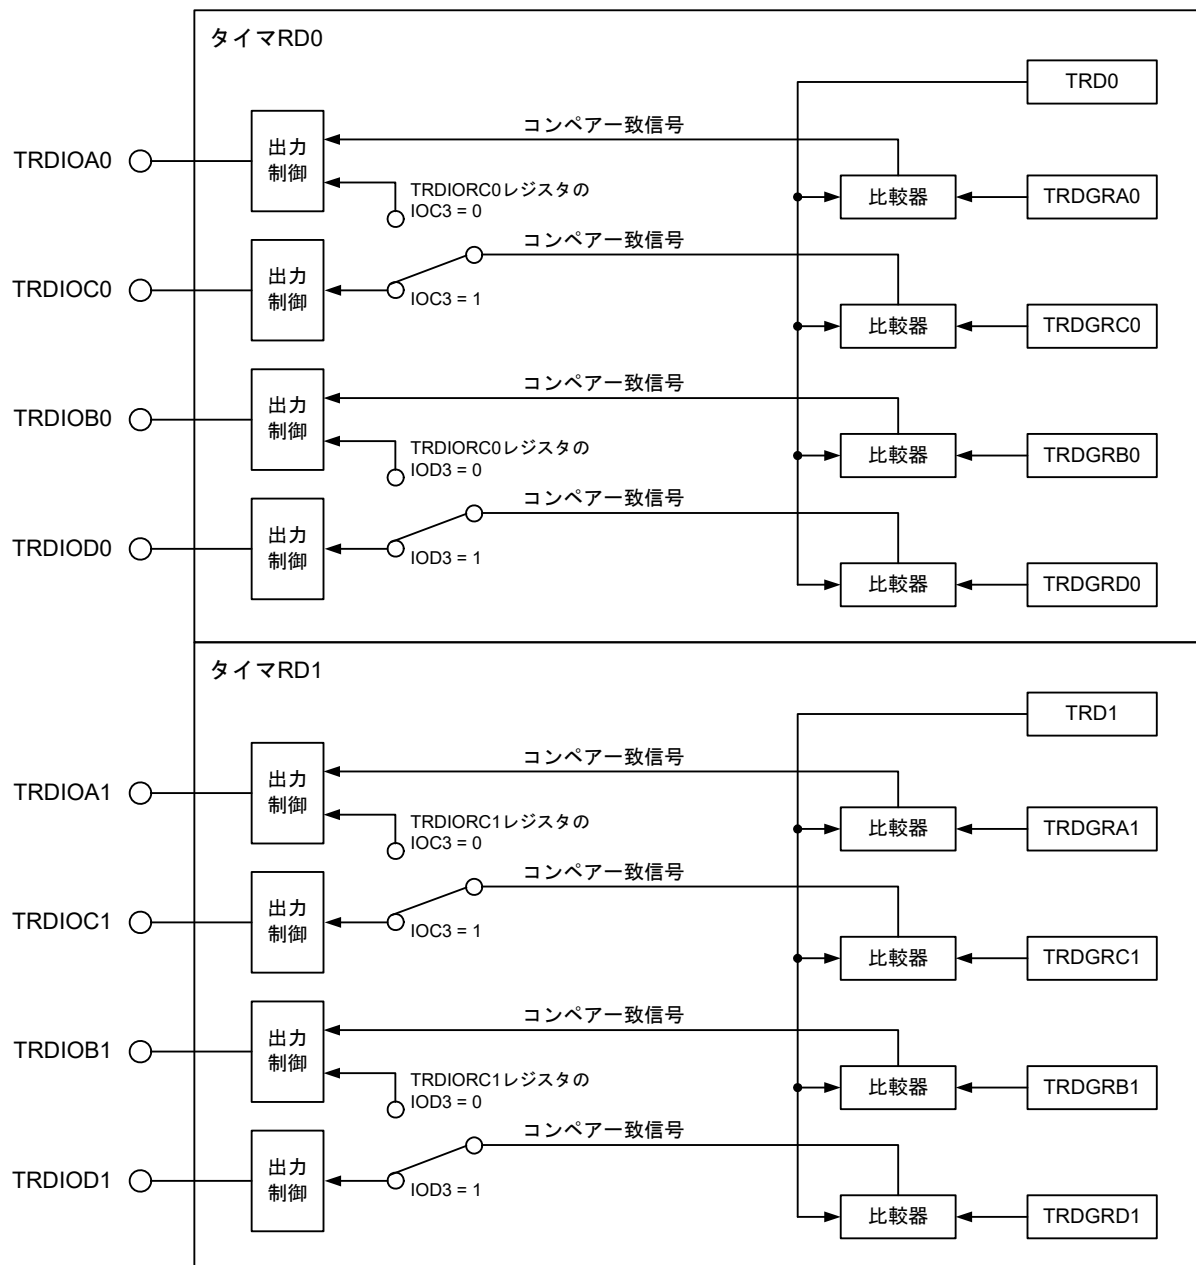 タイマRD0
TRD0
コンペア一致信号
出力
制御
TRDIOA0
比較器
TRDGRA0
TRDIORC0レジスタの
IOC3 = 0
コンペア一致信号
出力
制御
TRDIOC0
IOC3 = 1
比較器
TRDGRC0
コンペア一致信号
出力
制御
TRDIOB0
TRDIORC0レジスタの
IOD3 = 0
比較器
TRDGRB0
コンペア一致信号
出力
制御
TRDIOD0
IOD3 = 1
比較器
TRDGRD0
タイマRD1
TRD1
コンペア一致信号
出力
制御
TRDIOA1
TRDIORC1レジスタの
IOC3 = 0
比較器
TRDGRA1
コンペア一致信号
出力
制御
TRDIOC1
IOC3 = 1
比較器
TRDGRC1
コンペア一致信号
出力
制御
TRDIOB1
TRDIORC1レジスタの
IOD3 = 0
比較器
TRDGRB1
コンペア一致信号
出力
制御
TRDIOD1
IOD3 = 1
比較器
TRDGRD1